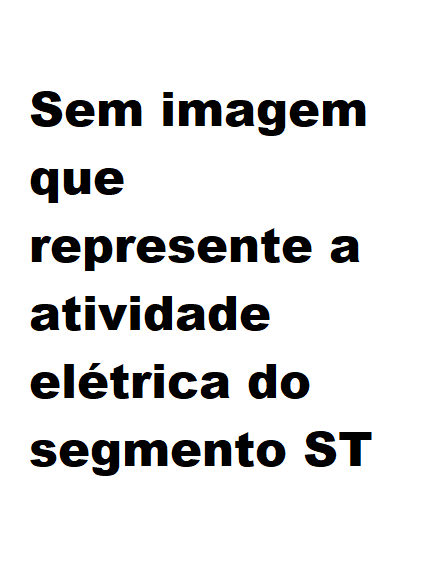 Sem imagem
que
represente a
atividade
elétrica do
segmento ST